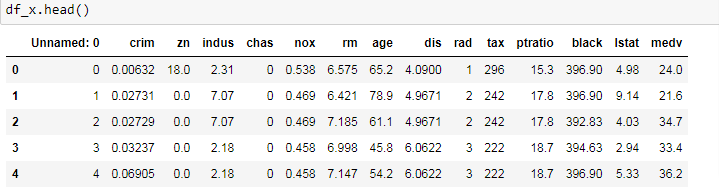 df_x.head()
Unnamed: 0 crim zn indus chas nox rm age dis rad tax ptratio black lstat medv
0 0 0.00632 18.0 2.31 0 0.538 6.575 65.2 4.0900 1 296 15.3 396.90 4.98 24.0
1 1 0.02731 0.0 7.07 0 0.469 6.421 78.9 4.9671 2 242 17.8 396.90 9.14 21.6
2 2 0.02729 0.0 7.07 0 0.469 7.185 61.1 4.9671 2 242 17.8 392.83 4.03 34.7
3 3 0.03237 0.0 2.18 0 0.458 6.998 45.8 6.0622 3 222 18.7 394.63 2.94 33.4
4 4 0.06905 0.0 2.18 0 0.458 7.147 54.2 6.0622 3 222 18.7 396.90 5.33 36.2